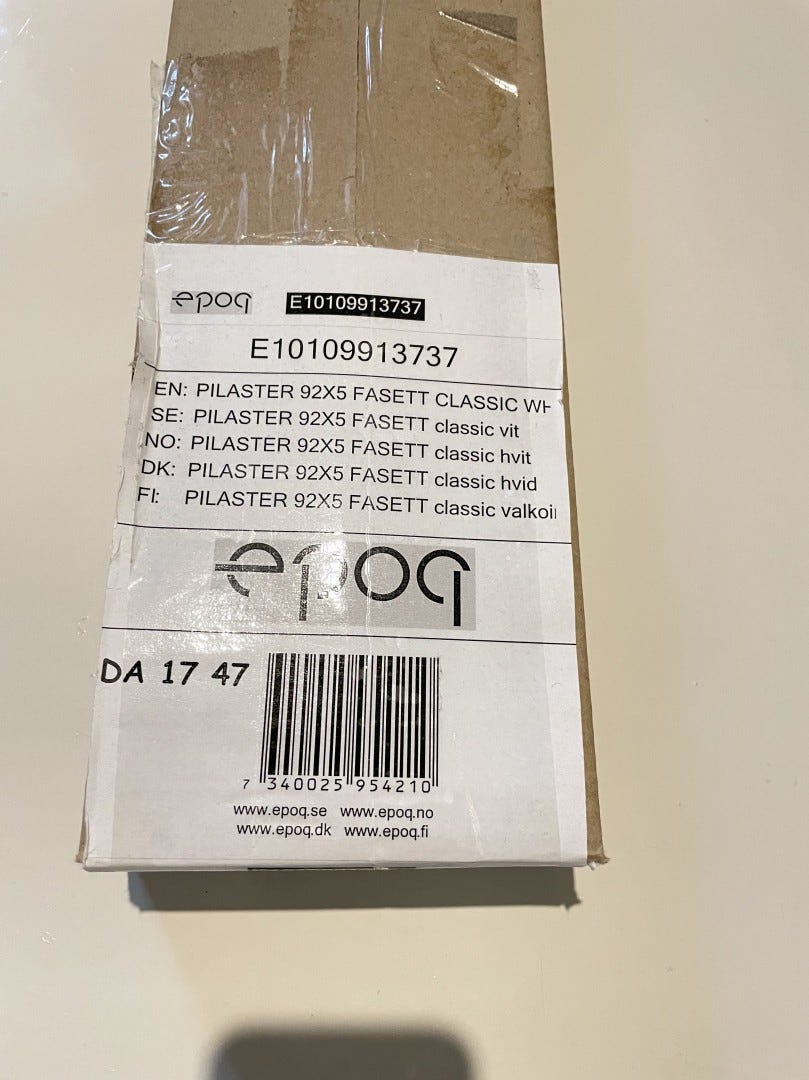 epoq E10109913737
E10109913737
EN: PILASTER 92X5 FASETT CLASSIC WH
SE: PILASTER 92X5 FASETT classic vit
NO: PILASTER 92X5 FASETT classic hvit
DK: PILASTER 92X5 FASETT classic hvid
FI: PILASTER 92X5 FASETT classic valkoi
epoq
DA 17 47
7 340025 954210
www.epoq.se www.epoq.no
www.epoq.dk www.epoq.fi